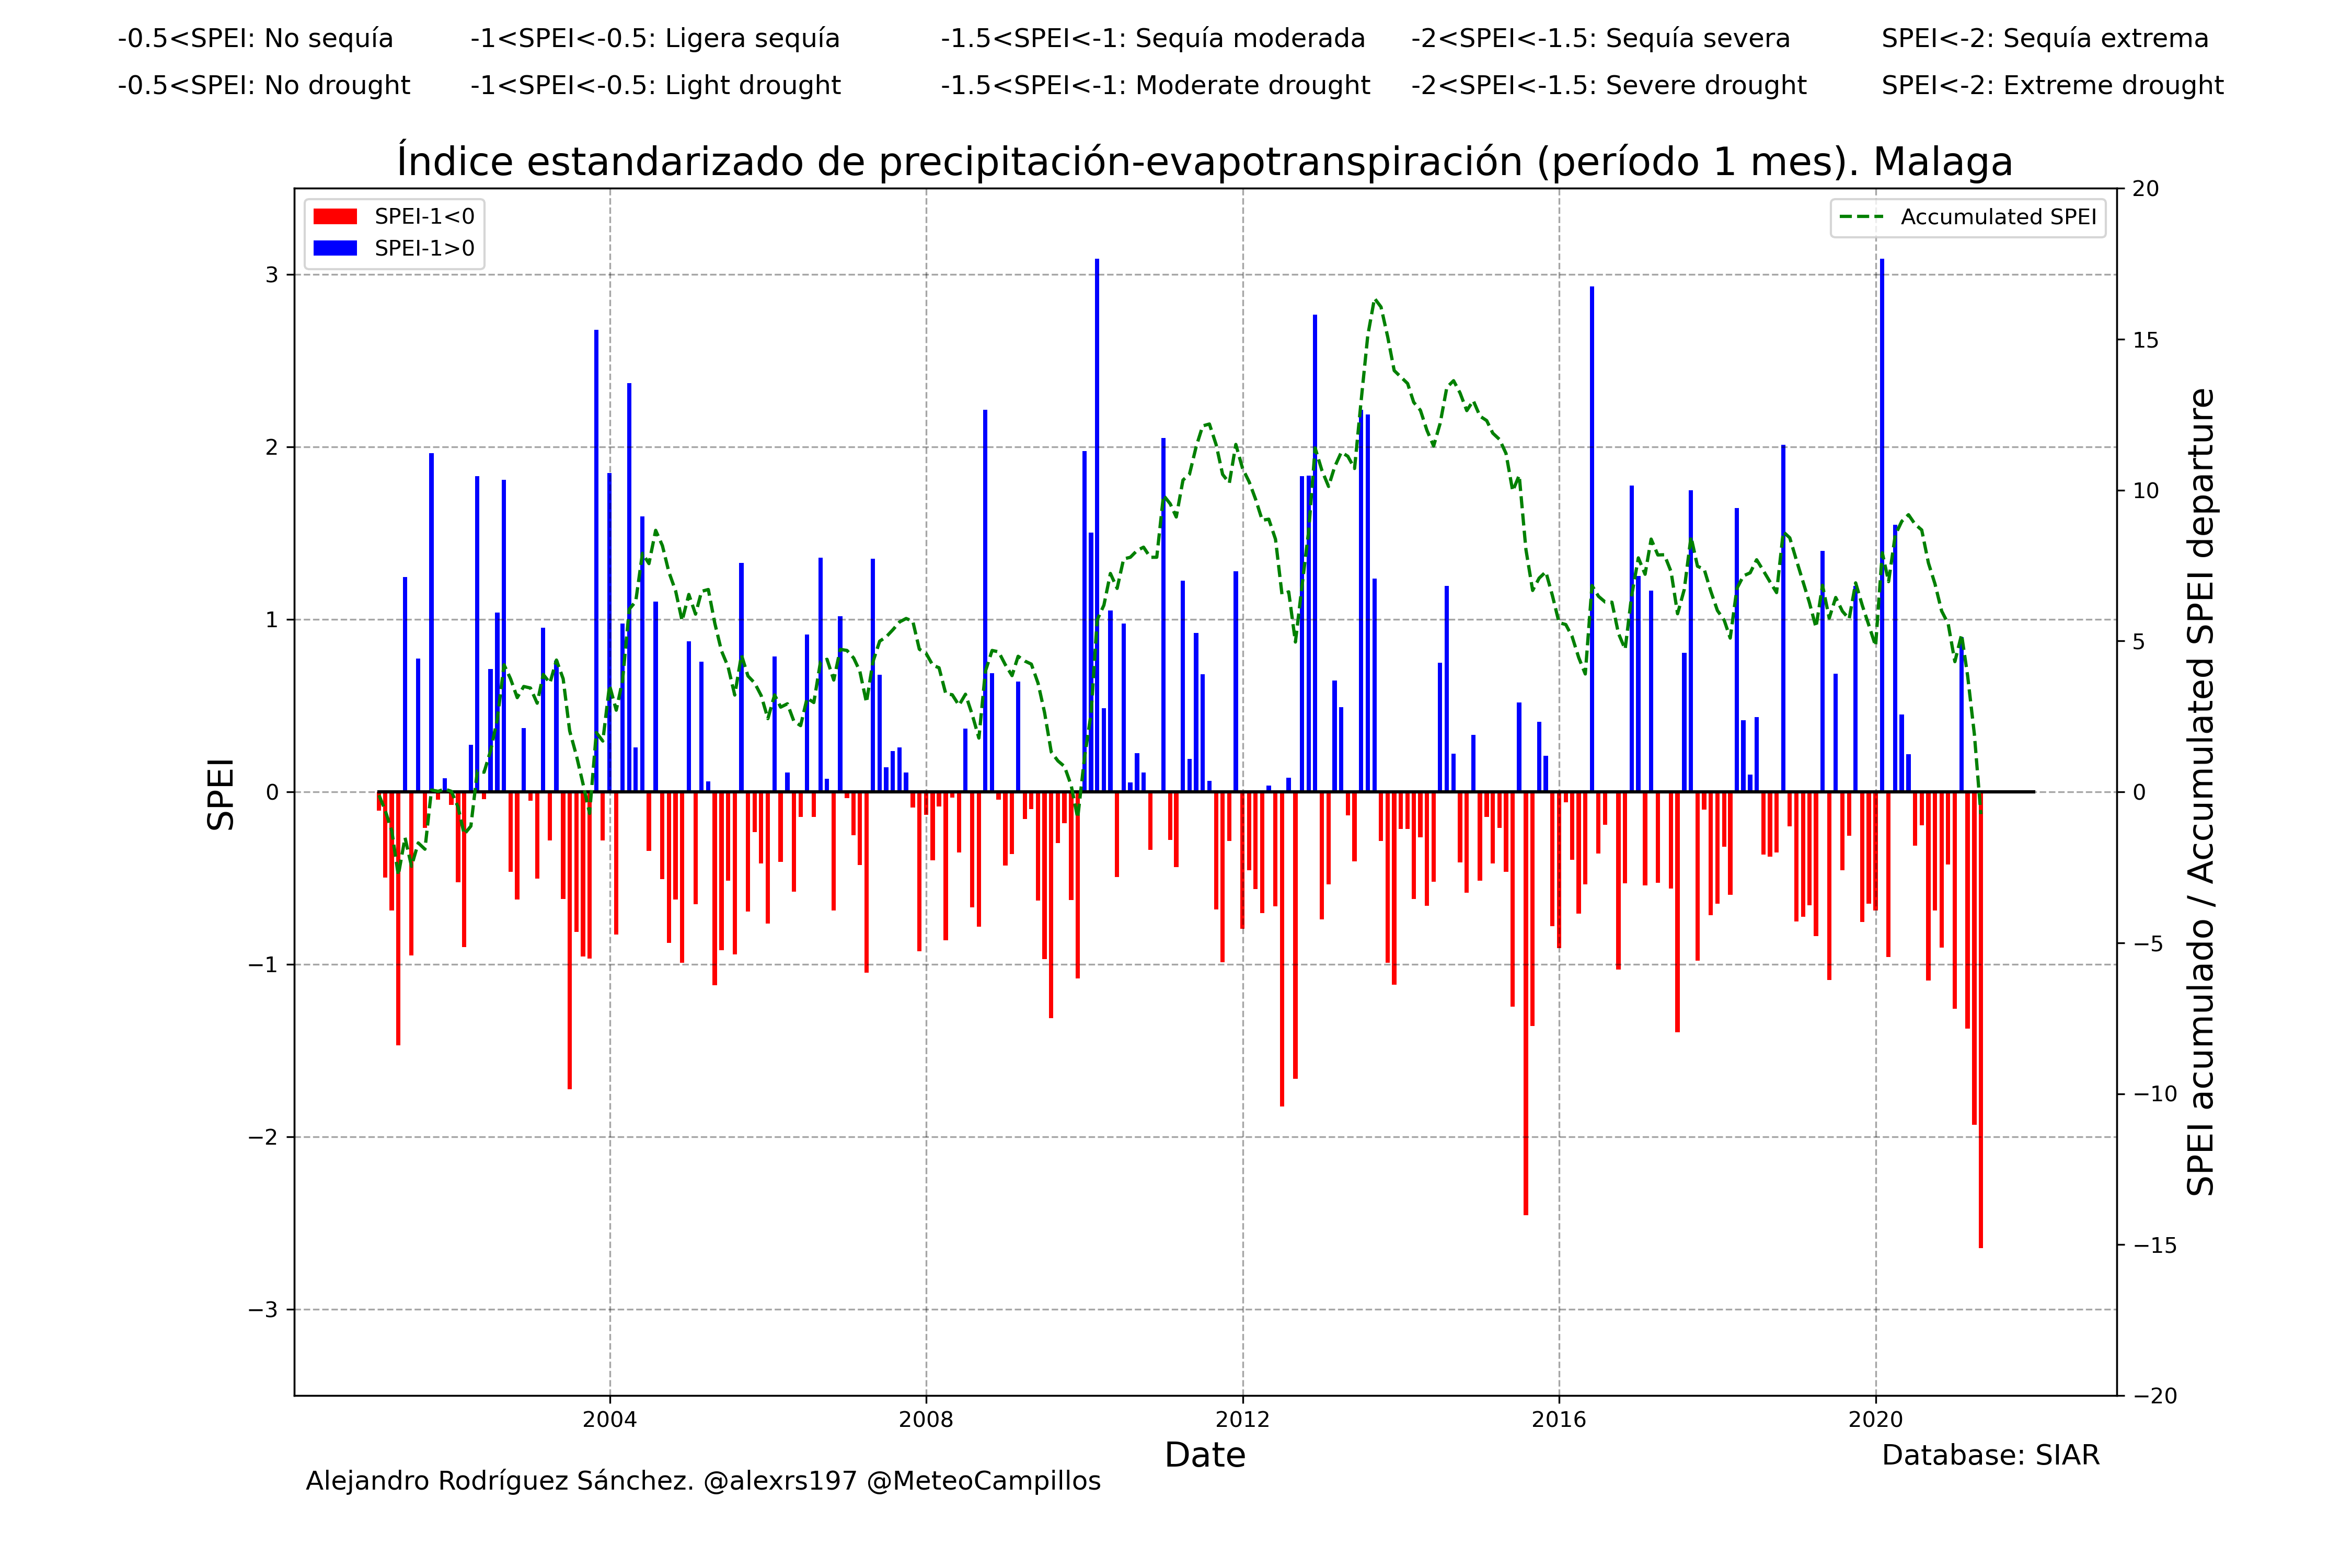 -0.5<SPEI: No sequía -1<SPEI<-0.5: Ligera sequía -1.5<SPEI<-1: Sequía moderada -2<SPEI<-1.5: Sequía severa SPEI<-2: Sequía extrema
-0.5<SPEI: No drought -1<SPEI<-0.5: Light drought -1.5<SPEI<-1: Moderate drought -2<SPEI<-1.5: Severe drought SPEI<-2: Extreme drought
Índice estandarizado de precipitación-evapotranspiración (período 1 mes). Malaga
SPEI-1<0
SPEI-1>0
Accumulated SPEI
SPEI
3
2
1
0
−1
−2
−3
20
15
10
5
0
−5
−10
−15
−20
SPEI acumulado / Accumulated SPEI departure
2004 2008 2012 2016 2020
Date
Database: SIAR
Alejandro Rodríguez Sánchez. @alexrs197 @MeteoCampillos